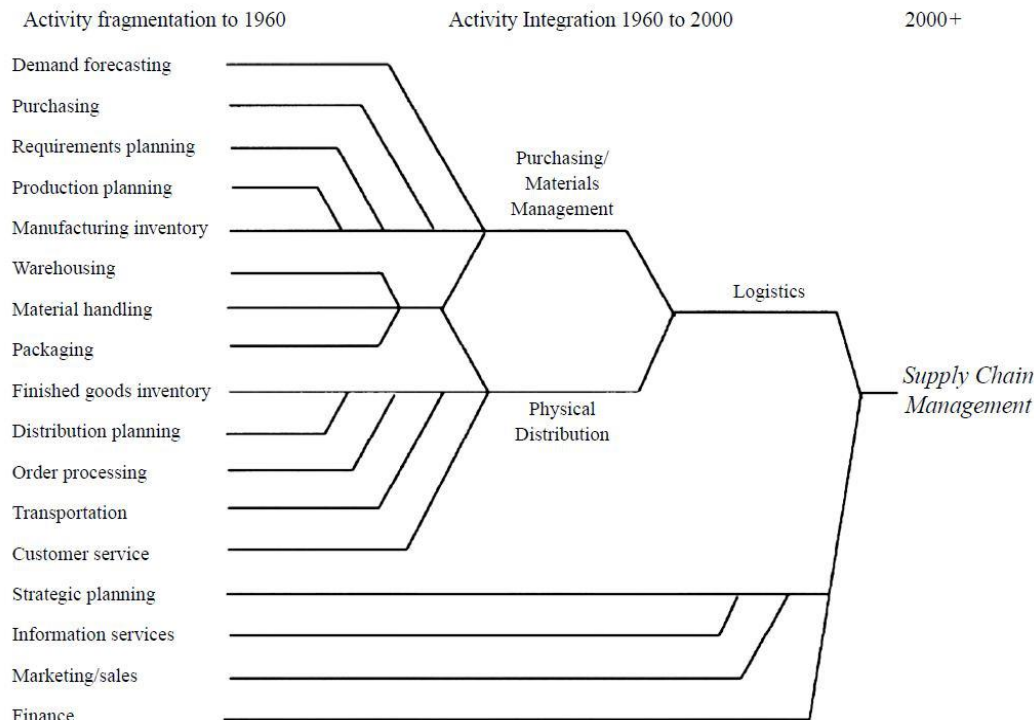 Activity fragmentation to 1960
Activity Integration 1960 to 2000
2000+
Demand forecasting
Purchasing
Requirements planning
Production planning
Manufacturing inventory
Warehousing
Material handling
Packaging
Finished goods inventory
Distribution planning
Order processing
Transportation
Customer service
Strategic planning
Information services
Marketing/sales
Finance
Purchasing/
Materials
Management
Physical
Distribution
Logistics
Supply Chain
Management